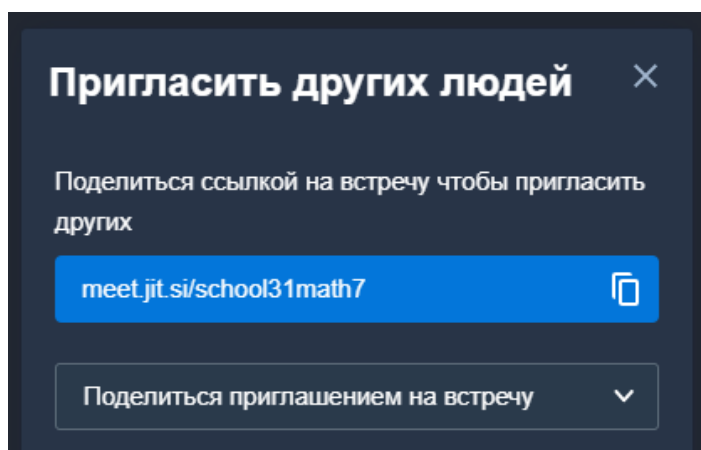 Пригласить других людей
Поделиться ссылкой на встречу чтобы пригласить
других
meet.jit.si/school31math7
Поделиться приглашением на встречу